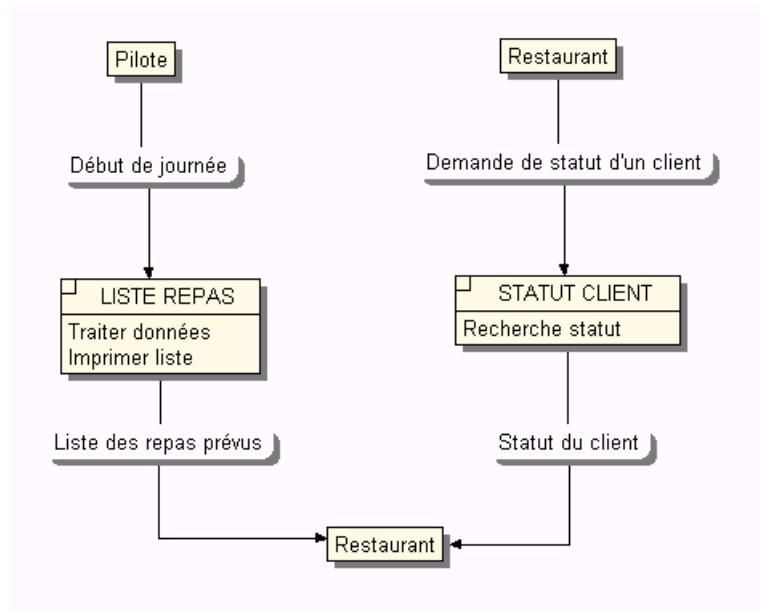 Pilote
Restaurant
Début de journée
Demande de statut d'un client
LISTE REPAS
Traiter données
Imprimer liste
STATUT CLIENT
Recherche statut
Liste des repas prévus
Statut du client
Restaurant